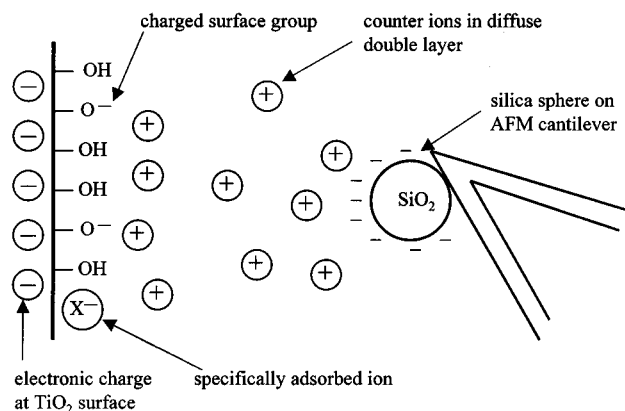 charged surface group
counter ions in diffuse
double layer
silica sphere on
AFM cantilever
OH
O−
OH
OH
O−
OH
− − − − −
+ + + + + + + + + +
− − − − − − − − −
SiO2
X−
electronic charge
at TiO2 surface
specifically adsorbed ion